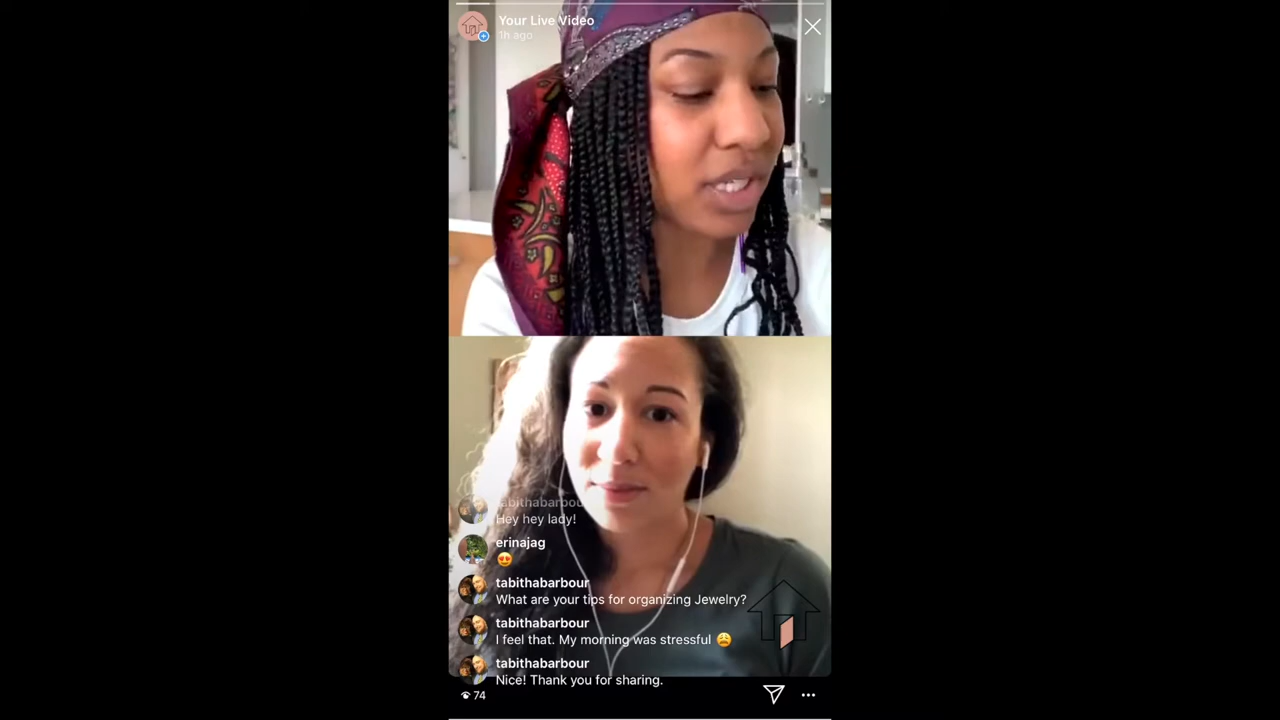 Your Live Video
1h ago
tabithabarbour
Hey hey lady!
erinajag
😍
tabithabarbour
What are your tips for organizing Jewelry?
tabithabarbour
I feel that. My morning was stressful 😩
tabithabarbour
Nice! Thank you for sharing.
74